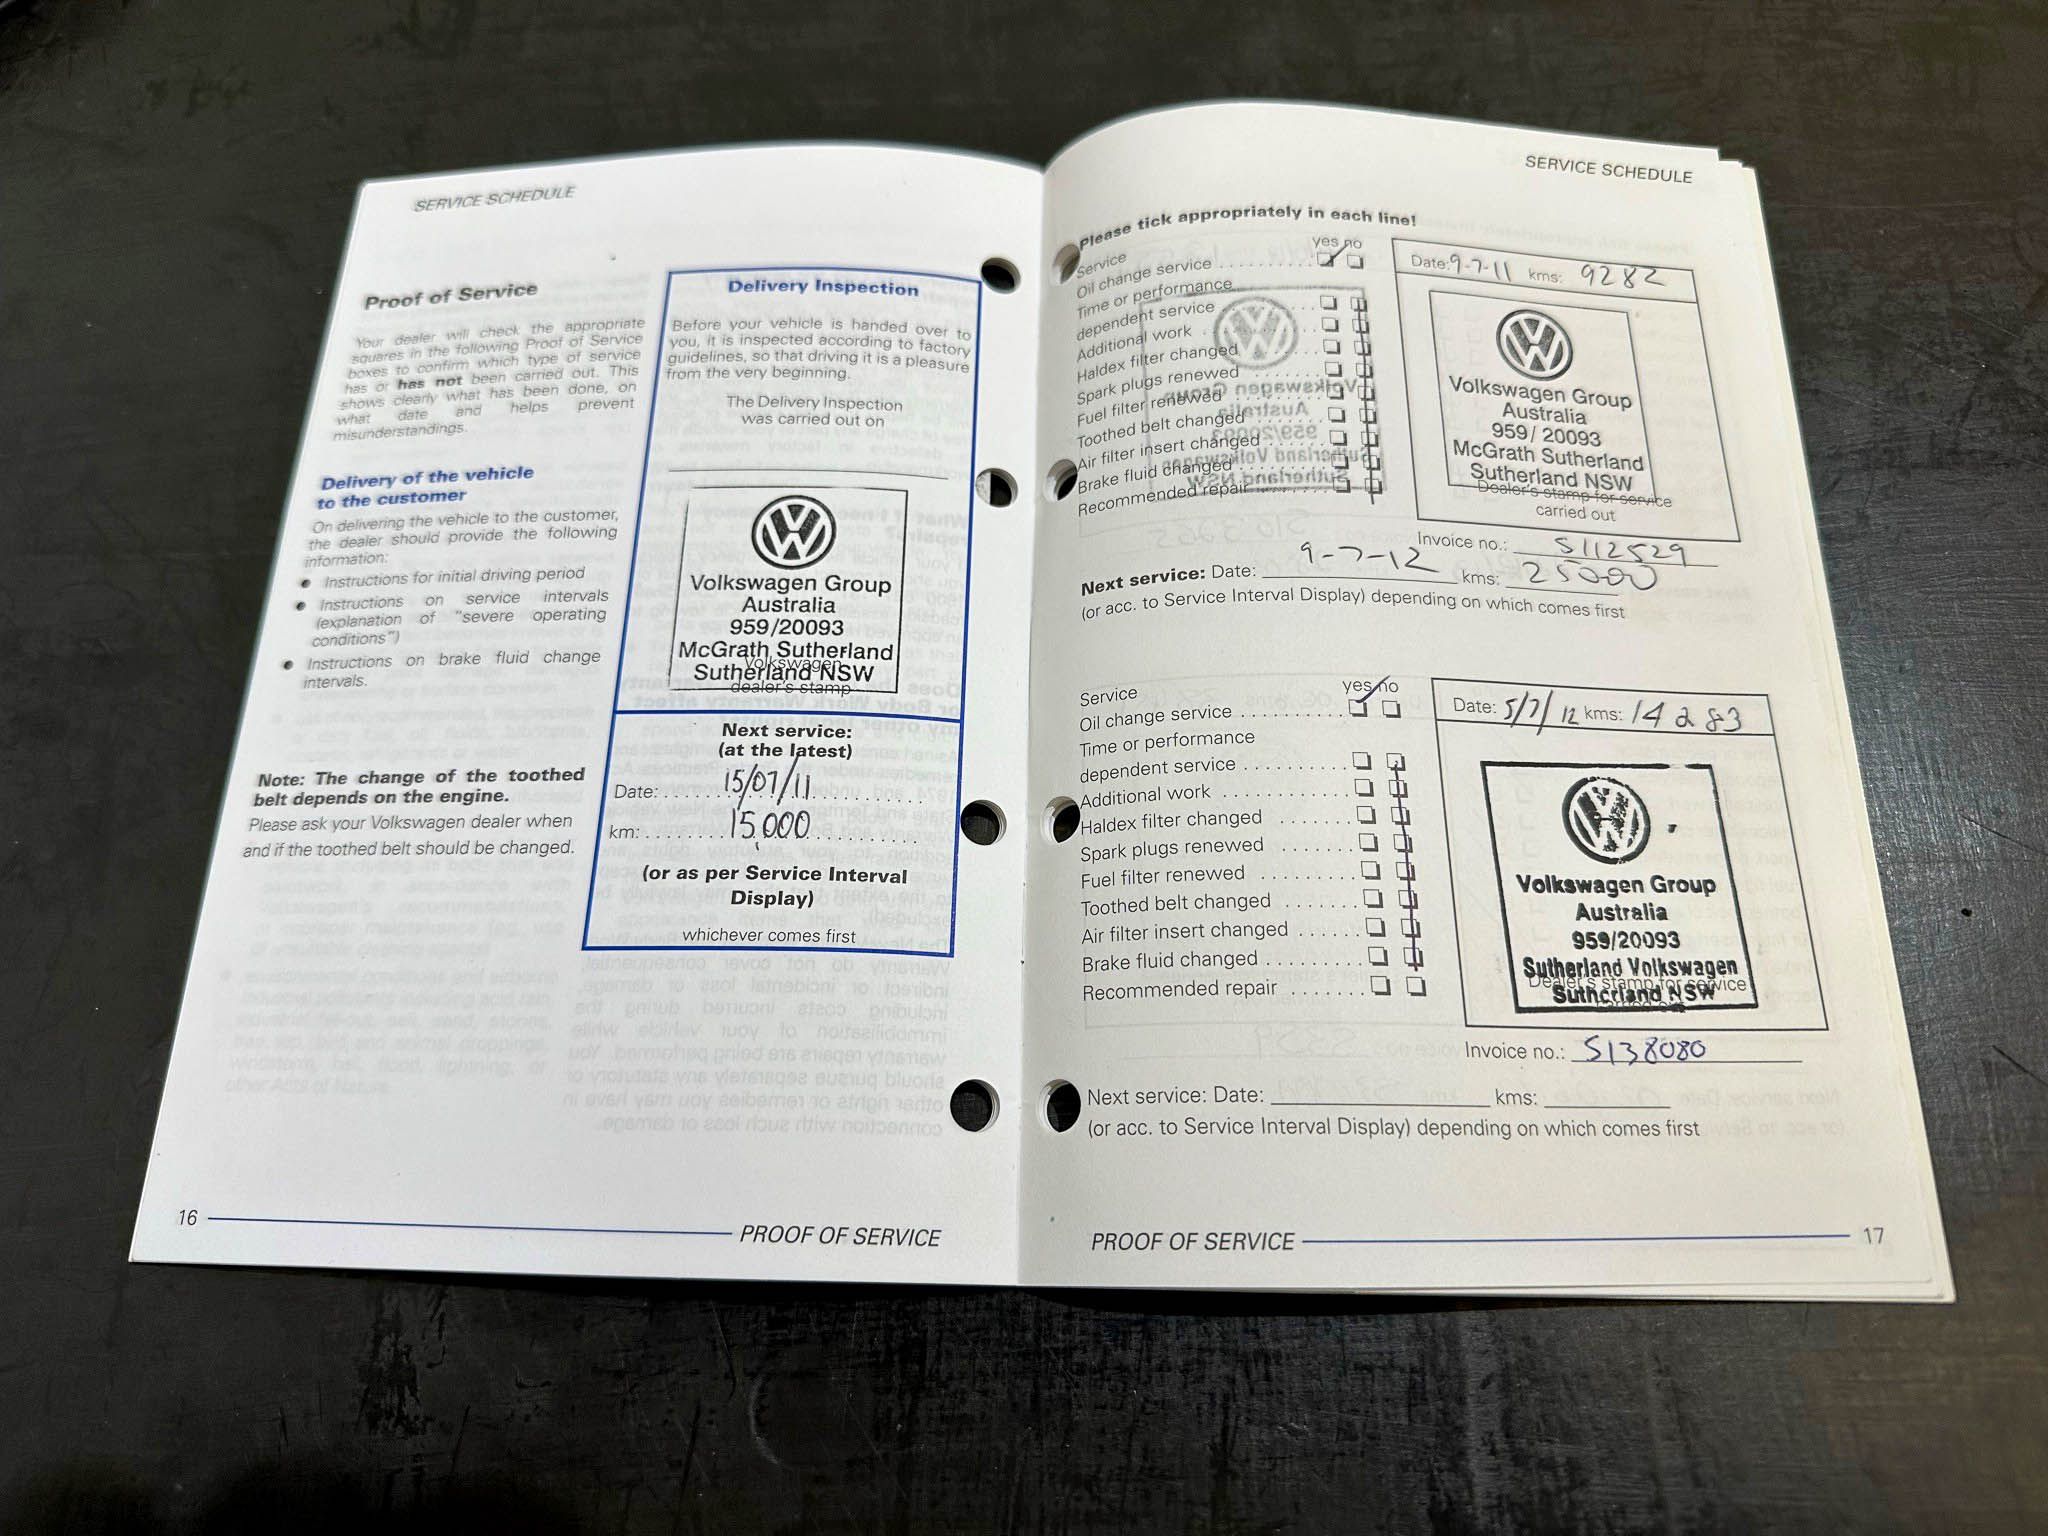 SERVICE SCHEDULE
Proof of Service
Your dealer will check the appropriate
squares in the following Proof of Service
boxes to confirm which type of service
has or has not been carried out. This
shows clearly what has been done, on
what date and helps prevent
misunderstandings.
Delivery of the vehicle
to the customer
On delivering the vehicle to the customer,
the dealer should provide the following
information:
● Instructions for initial driving period
● Instructions on service intervals
(explanation of "severe operating
conditions")
● Instructions on brake fluid change
intervals.
Note: The change of the toothed
belt depends on the engine.
Please ask your Volkswagen dealer when
and if the toothed belt should be changed.
Delivery Inspection
Before your vehicle is handed over to
you, it is inspected according to factory
guidelines, so that driving it is a pleasure
from the very beginning.
The Delivery Inspection
was carried out on
Volkswagen Group
Australia
959/20093
McGrath Sutherland
Sutherland NSW
Volkswagen
dealer's stamp
Next service:
(at the latest)
Date: 15/07/11
km: 15000
(or as per Service Interval
Display)
whichever comes first
16
PROOF OF SERVICE
SERVICE SCHEDULE
Please tick appropriately in each line!
Service yes no
Oil change service
Time or performance
dependent service
Additional work
Haldex filter changed
Spark plugs renewed
Fuel filter renewed
Toothed belt changed
Air filter insert changed
Brake fluid changed
Recommended repair
Date: 9-7-11 kms: 9282
Volkswagen Group
Australia
959/ 20093
McGrath Sutherland
Sutherland NSW
Dealer's stamp for service
carried out
Invoice no.: S112529
Next service: Date: 9-7-12 kms: 25000
(or acc. to Service Interval Display) depending on which comes first
Service yes no
Oil change service
Time or performance
dependent service
Additional work
Haldex filter changed
Spark plugs renewed
Fuel filter renewed
Toothed belt changed
Air filter insert changed
Brake fluid changed
Recommended repair
Date: 5/7/12 kms: 14283
Volkswagen Group
Australia
959/20093
Sutherland Volkswagen
Sutherland NSW
Dealer's stamp for service
carried out
Invoice no.: S138080
Next service: Date: kms:
(or acc. to Service Interval Display) depending on which comes first
PROOF OF SERVICE
17